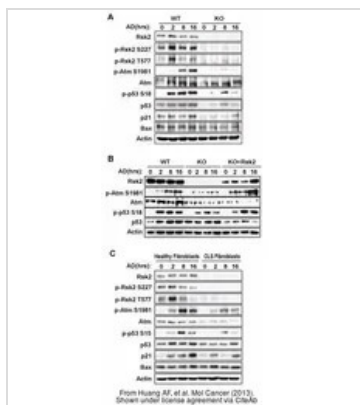 A
WT KO
AD(hrs): 0 2 8 16 0 2 8 16
Rsk2
p-Rsk2 S227
p-Rsk2 T577
p-Atm S1981
Atm
p-p53 S18
p53
p21
Bax
Actin
B
WT KO KO+Rsk2
AD(hrs): 0 2 8 16 0 2 8 16 0 2 8 16
Rsk2
p-Atm S1981
Atm
p-p53 S18
p53
Actin
C
Healthy Fibroblasts CLS Fibroblasts
AD(hrs): 0 2 8 16 0 2 8 16
Rsk2
p-Rsk2 S227
p-Rsk2 T577
p-Atm S1981
Atm
p-p53 S15
p53
p21
Bax
Actin
From Huang AF, et al. Mol Cancer (2013).
Shown under license agreement via CiteAb